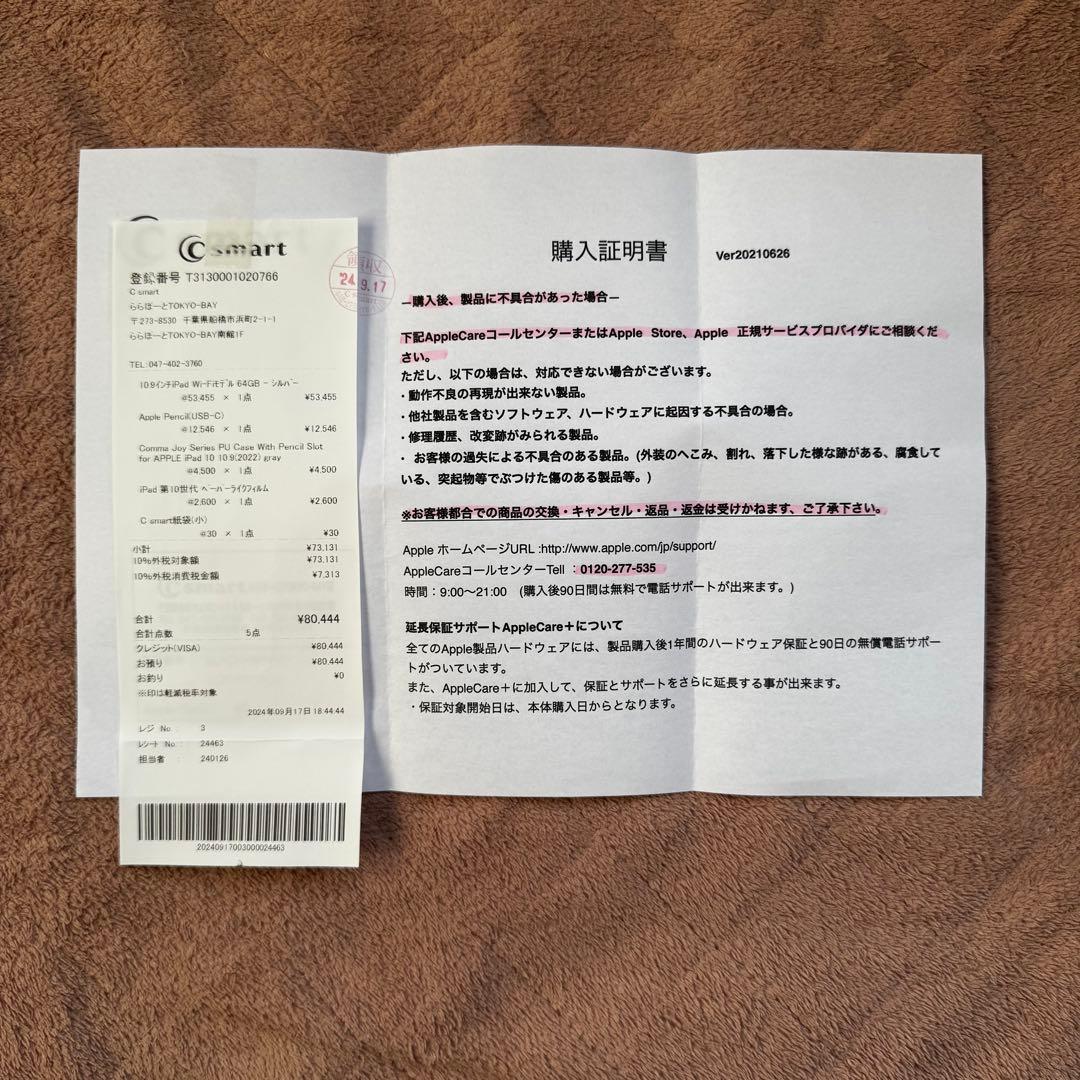 C smart
登録番号 T3130001020766
C smart
ららぽーとTOKYO-BAY
〒273-8530 千葉県船橋市浜町2-1-1
ららぽーとTOKYO-BAY南館1F
TEL:047-402-3760
10.9インチiPad Wi-Fiモデル 64GB - シルバー
@53,455 × 1点 ¥53,455
Apple Pencil(USB-C)
@12,546 × 1点 ¥12,546
Comma Joy Series PU Case With Pencil Slot
for APPLE iPad 10 10.9(2022) gray
@4,500 × 1点 ¥4,500
iPad 第10世代 ペーパーライクフィルム
@2,600 × 1点 ¥2,600
C smart紙袋(小)
@30 × 1点 ¥30
小計 ¥73,131
10%外税対象額 ¥73,131
10%外税消費税金額 ¥7,313
合計 ¥80,444
合計点数 5点
クレジット(VISA) ¥80,444
お預り ¥80,444
お釣り ¥0
※印は軽減税率対象
2024年09月17日 18:44:44
レジ No. : 3
レシート No. : 24463
担当者 : 240126
20240917003000024463
領収
'24.9.17
購入証明書 Ver20210626
―購入後、製品に不具合があった場合―
下記AppleCareコールセンターまたはApple Store、Apple 正規サービスプロバイダにご相談くだ
さい。
ただし、以下の場合は、対応できない場合がございます。
・動作不良の再現が出来ない製品。
・他社製品を含むソフトウェア、ハードウェアに起因する不具合の場合。
・修理履歴、改変跡がみられる製品。
・ お客様の過失による不具合のある製品。(外装のへこみ、割れ、落下した様な跡がある、腐食して
いる、突起物等でぶつけた傷のある製品等。)
※お客様都合での商品の交換・キャンセル・返品・返金は受けかねます、ご了承下さい。
Apple ホームページURL :http://www.apple.com/jp/support/
AppleCareコールセンターTell ：0120-277-535
時間：9:00〜21:00 (購入後90日間は無料で電話サポートが出来ます。)
延長保証サポートAppleCare＋について
全てのApple製品ハードウェアには、製品購入後1年間のハードウェア保証と90日の無償電話サポー
トがついています。
また、AppleCare＋に加入して、保証とサポートをさらに延長する事が出来ます。
・保証対象開始日は、本体購入日からとなります。